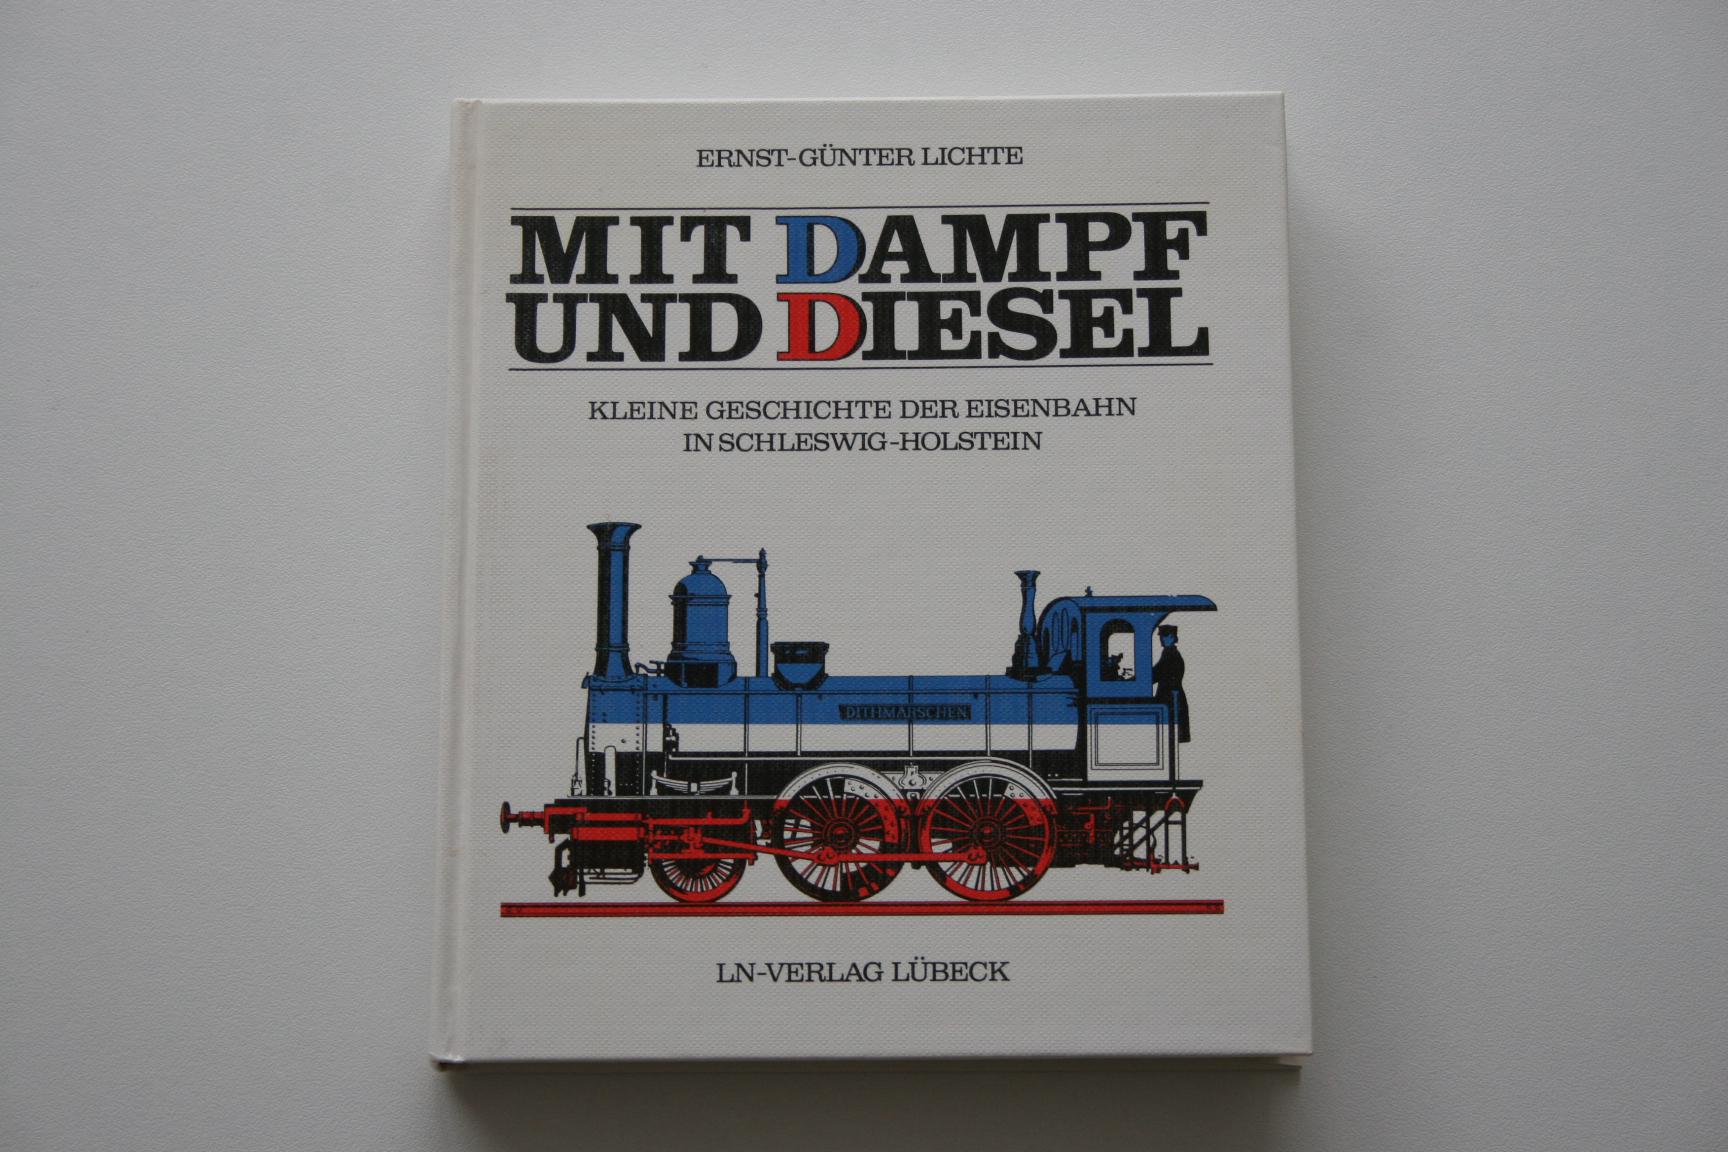 ERNST-GÜNTER LICHTE
MIT DAMPF
UND DIESEL
KLEINE GESCHICHTE DER EISENBAHN
IN SCHLESWIG-HOLSTEIN
DITHMARSCHEN
LN-VERLAG LÜBECK